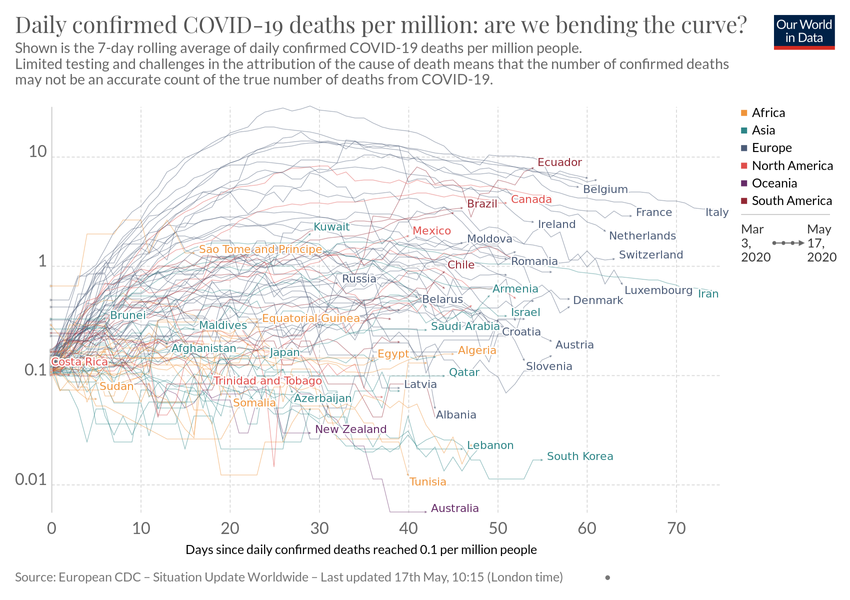 Daily confirmed COVID-19 deaths per million: are we bending the curve?
Our World
in Data
Shown is the 7-day rolling average of daily confirmed COVID-19 deaths per million people.
Limited testing and challenges in the attribution of the cause of death means that the number of confirmed deaths
may not be an accurate count of the true number of deaths from COVID-19.
Africa
Asia
Europe
North America
Oceania
South America
Mar
3,
2020
May
17,
2020
10
1
0.1
0.01
Ecuador
Belgium
Canada
Brazil
France
Italy
Ireland
Kuwait
Mexico
Netherlands
Moldova
Sao Tome and Principe
Switzerland
Romania
Chile
Russia
Luxembourg
Iran
Armenia
Belarus
Denmark
Brunei
Israel
Equatorial Guinea
Maldives
Saudi Arabia
Croatia
Austria
Afghanistan
Japan
Egypt
Algeria
Costa Rica
Slovenia
Qatar
Trinidad and Tobago
Sudan
Latvia
Azerbaijan
Somalia
Albania
New Zealand
Lebanon
South Korea
Tunisia
Australia
0 10 20 30 40 50 60 70
Days since daily confirmed deaths reached 0.1 per million people
Source: European CDC – Situation Update Worldwide – Last updated 17th May, 10:15 (London time)